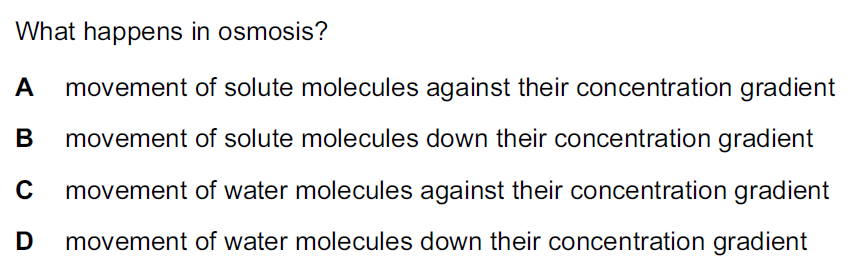 What happens in osmosis?
A movement of solute molecules against their concentration gradient
B movement of solute molecules down their concentration gradient
C movement of water molecules against their concentration gradient
D movement of water molecules down their concentration gradient